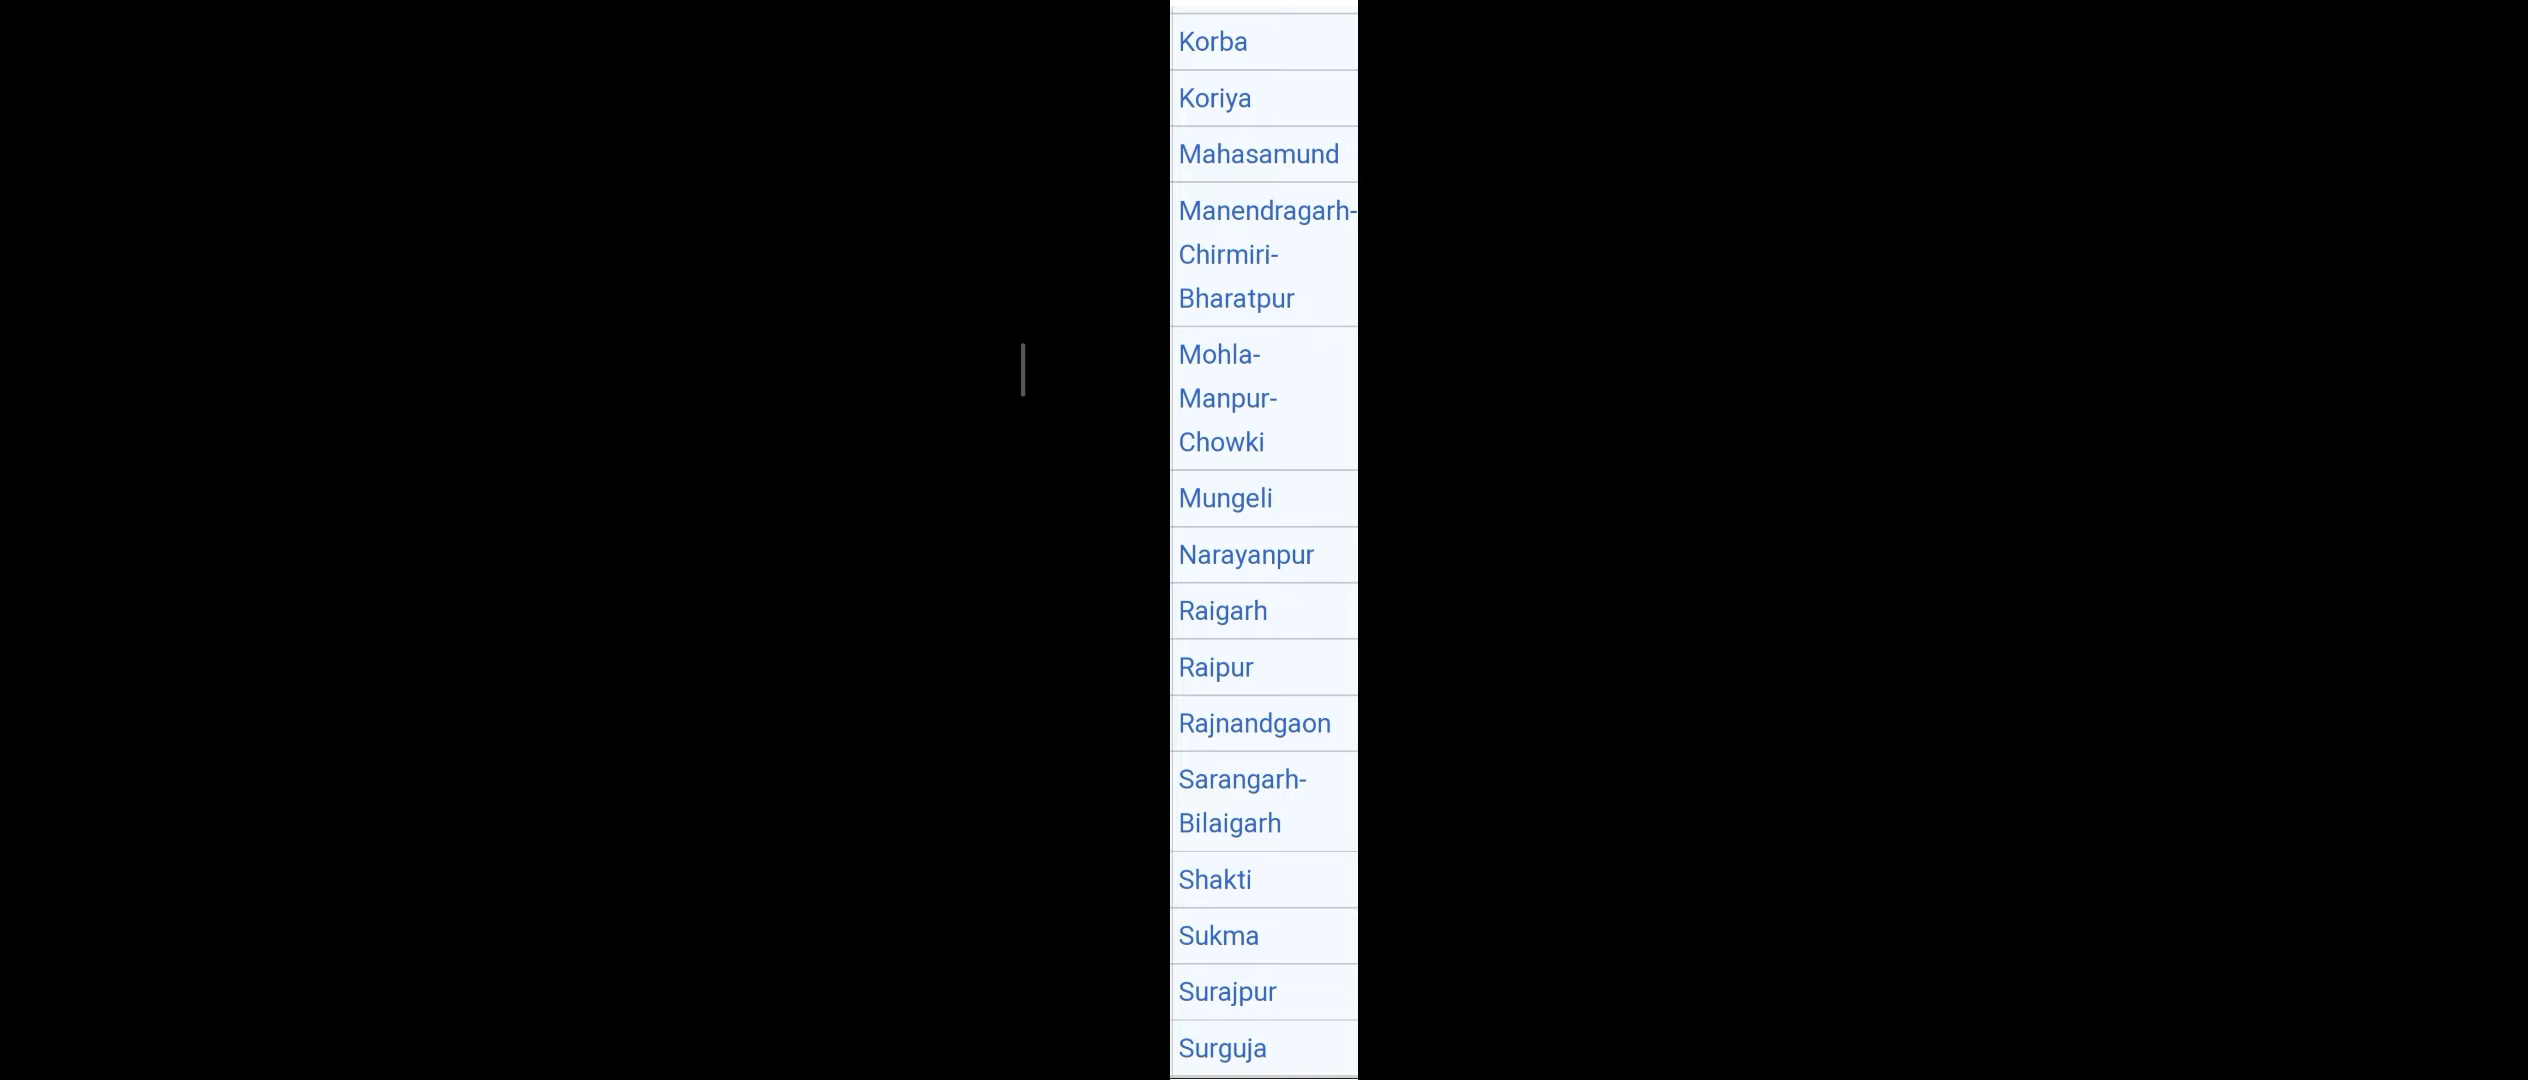 Korba
Koriya
Mahasamund
Manendragarh-
Chirmiri-
Bharatpur
Mohla-
Manpur-
Chowki
Mungeli
Narayanpur
Raigarh
Raipur
Rajnandgaon
Sarangarh-
Bilaigarh
Shakti
Sukma
Surajpur
Surguja